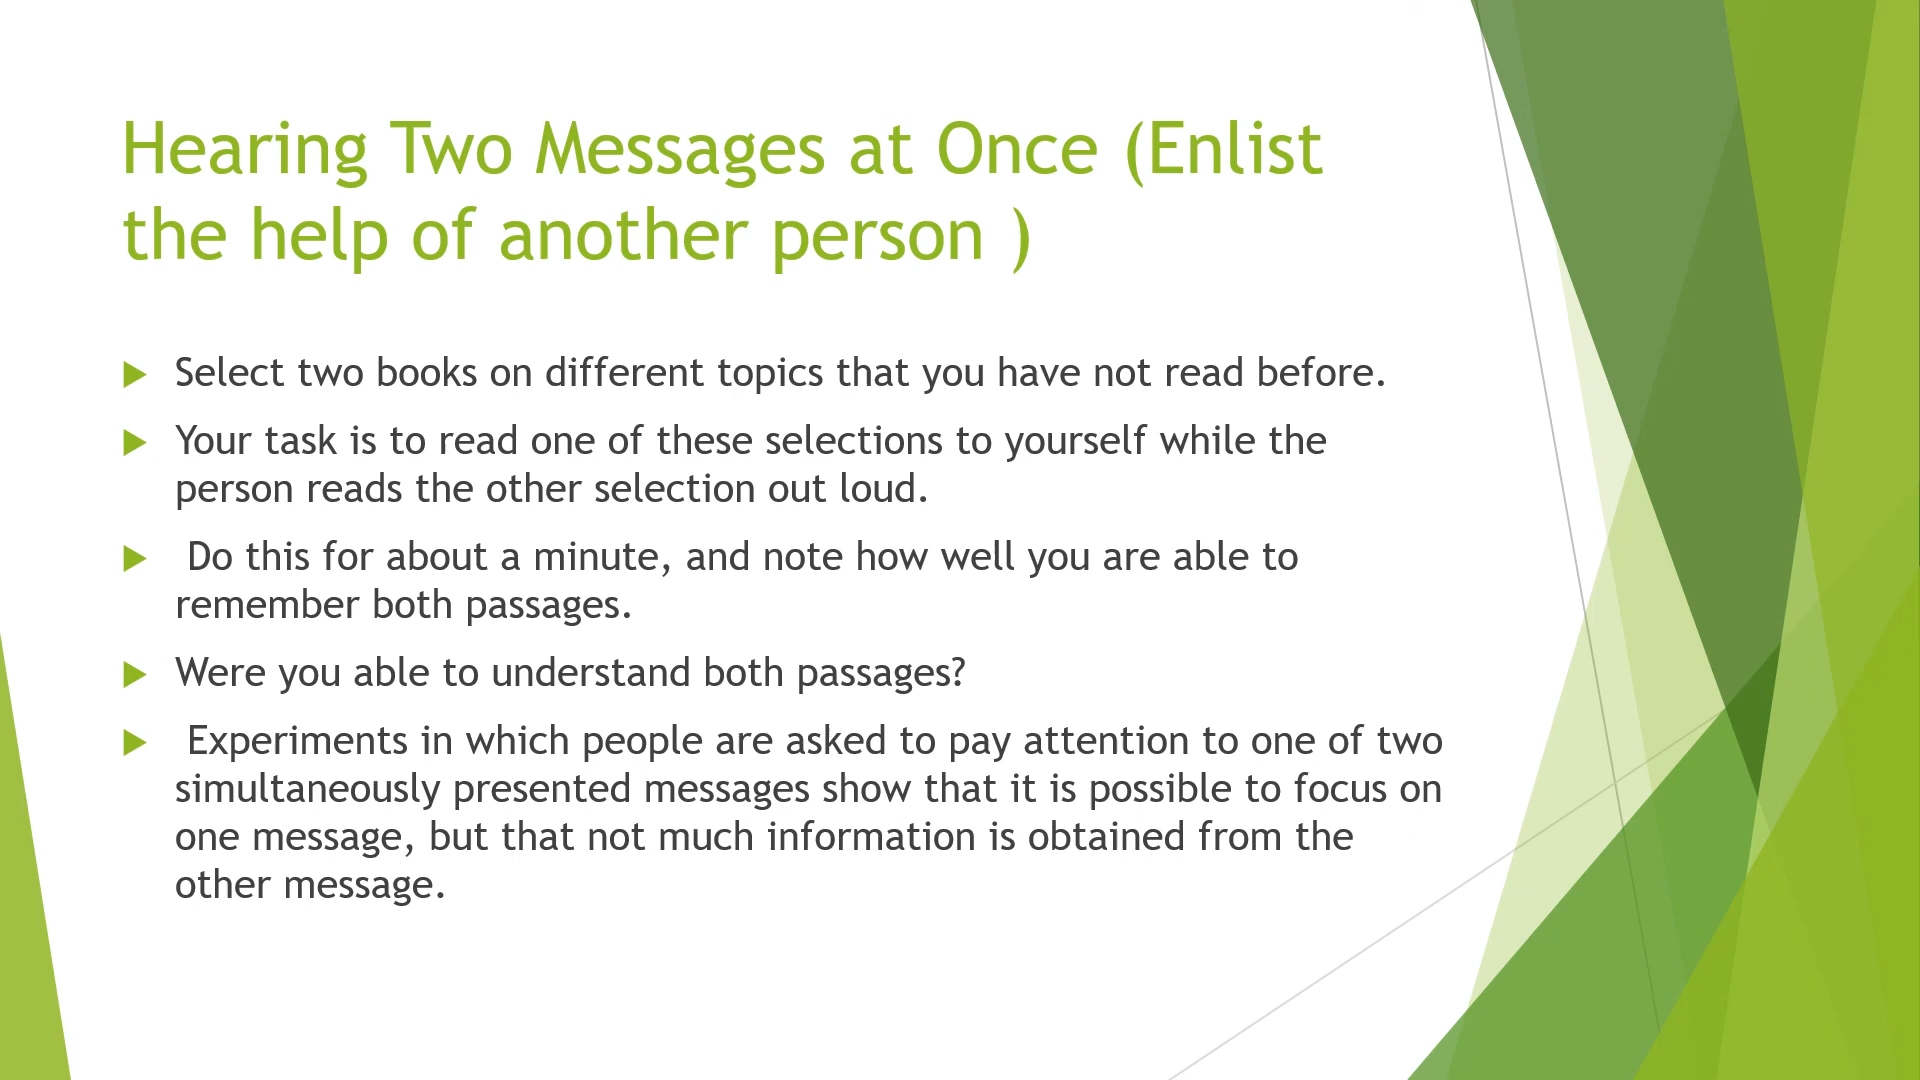 Hearing Two Messages at Once (Enlist
the help of another person )
Select two books on different topics that you have not read before.
Your task is to read one of these selections to yourself while the
person reads the other selection out loud.
Do this for about a minute, and note how well you are able to
remember both passages.
Were you able to understand both passages?
Experiments in which people are asked to pay attention to one of two
simultaneously presented messages show that it is possible to focus on
one message, but that not much information is obtained from the
other message.